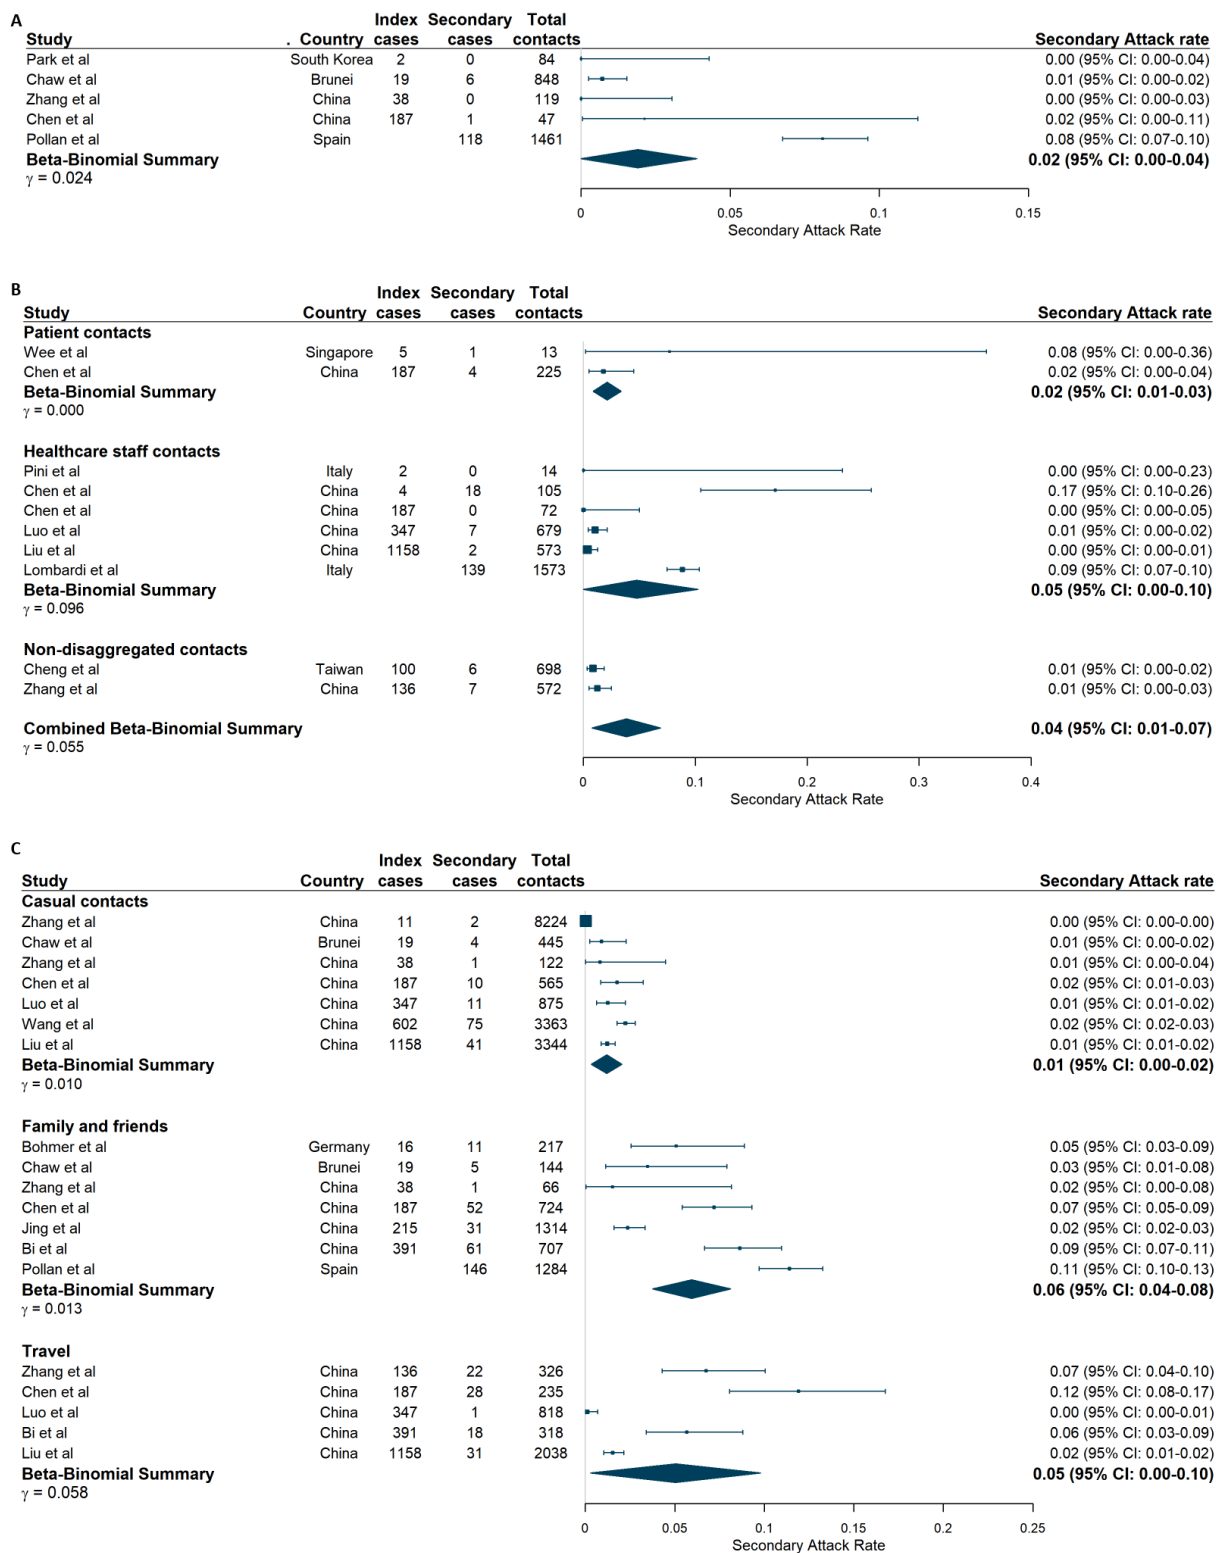 A
Index Secondary Total
Study . Country cases cases contacts Secondary Attack rate
Park et al South Korea 2 0 84 0.00 (95% CI: 0.00-0.04)
Chaw et al Brunei 19 6 848 0.01 (95% CI: 0.00-0.02)
Zhang et al China 38 0 119 0.00 (95% CI: 0.00-0.03)
Chen et al China 187 1 47 0.02 (95% CI: 0.00-0.11)
Pollan et al Spain 118 1461 0.08 (95% CI: 0.07-0.10)
Beta-Binomial Summary 0.02 (95% CI: 0.00-0.04)
γ = 0.024
0 0.05 0.1 0.15
Secondary Attack Rate
B
Index Secondary Total
Study Country cases cases contacts Secondary Attack rate
Patient contacts
Wee et al Singapore 5 1 13 0.08 (95% CI: 0.00-0.36)
Chen et al China 187 4 225 0.02 (95% CI: 0.00-0.04)
Beta-Binomial Summary 0.02 (95% CI: 0.01-0.03)
γ = 0.000
Healthcare staff contacts
Pini et al Italy 2 0 14 0.00 (95% CI: 0.00-0.23)
Chen et al China 4 18 105 0.17 (95% CI: 0.10-0.26)
Chen et al China 187 0 72 0.00 (95% CI: 0.00-0.05)
Luo et al China 347 7 679 0.01 (95% CI: 0.00-0.02)
Liu et al China 1158 2 573 0.00 (95% CI: 0.00-0.01)
Lombardi et al Italy 139 1573 0.09 (95% CI: 0.07-0.10)
Beta-Binomial Summary 0.05 (95% CI: 0.00-0.10)
γ = 0.096
Non-disaggregated contacts
Cheng et al Taiwan 100 6 698 0.01 (95% CI: 0.00-0.02)
Zhang et al China 136 7 572 0.01 (95% CI: 0.00-0.03)
Combined Beta-Binomial Summary 0.04 (95% CI: 0.01-0.07)
γ = 0.055
0 0.1 0.2 0.3 0.4
Secondary Attack Rate
C
Index Secondary Total
Study Country cases cases contacts Secondary Attack rate
Casual contacts
Zhang et al China 11 2 8224 0.00 (95% CI: 0.00-0.00)
Chaw et al Brunei 19 4 445 0.01 (95% CI: 0.00-0.02)
Zhang et al China 38 1 122 0.01 (95% CI: 0.00-0.04)
Chen et al China 187 10 565 0.02 (95% CI: 0.01-0.03)
Luo et al China 347 11 875 0.01 (95% CI: 0.01-0.02)
Wang et al China 602 75 3363 0.02 (95% CI: 0.02-0.03)
Liu et al China 1158 41 3344 0.01 (95% CI: 0.01-0.02)
Beta-Binomial Summary 0.01 (95% CI: 0.00-0.02)
γ = 0.010
Family and friends
Bohmer et al Germany 16 11 217 0.05 (95% CI: 0.03-0.09)
Chaw et al Brunei 19 5 144 0.03 (95% CI: 0.01-0.08)
Zhang et al China 38 1 66 0.02 (95% CI: 0.00-0.08)
Chen et al China 187 52 724 0.07 (95% CI: 0.05-0.09)
Jing et al China 215 31 1314 0.02 (95% CI: 0.02-0.03)
Bi et al China 391 61 707 0.09 (95% CI: 0.07-0.11)
Pollan et al Spain 146 1284 0.11 (95% CI: 0.10-0.13)
Beta-Binomial Summary 0.06 (95% CI: 0.04-0.08)
γ = 0.013
Travel
Zhang et al China 136 22 326 0.07 (95% CI: 0.04-0.10)
Chen et al China 187 28 235 0.12 (95% CI: 0.08-0.17)
Luo et al China 347 1 818 0.00 (95% CI: 0.00-0.01)
Bi et al China 391 18 318 0.06 (95% CI: 0.03-0.09)
Liu et al China 1158 31 2038 0.02 (95% CI: 0.01-0.02)
Beta-Binomial Summary 0.05 (95% CI: 0.00-0.10)
γ = 0.058
0 0.05 0.1 0.15 0.2 0.25
Secondary Attack Rate